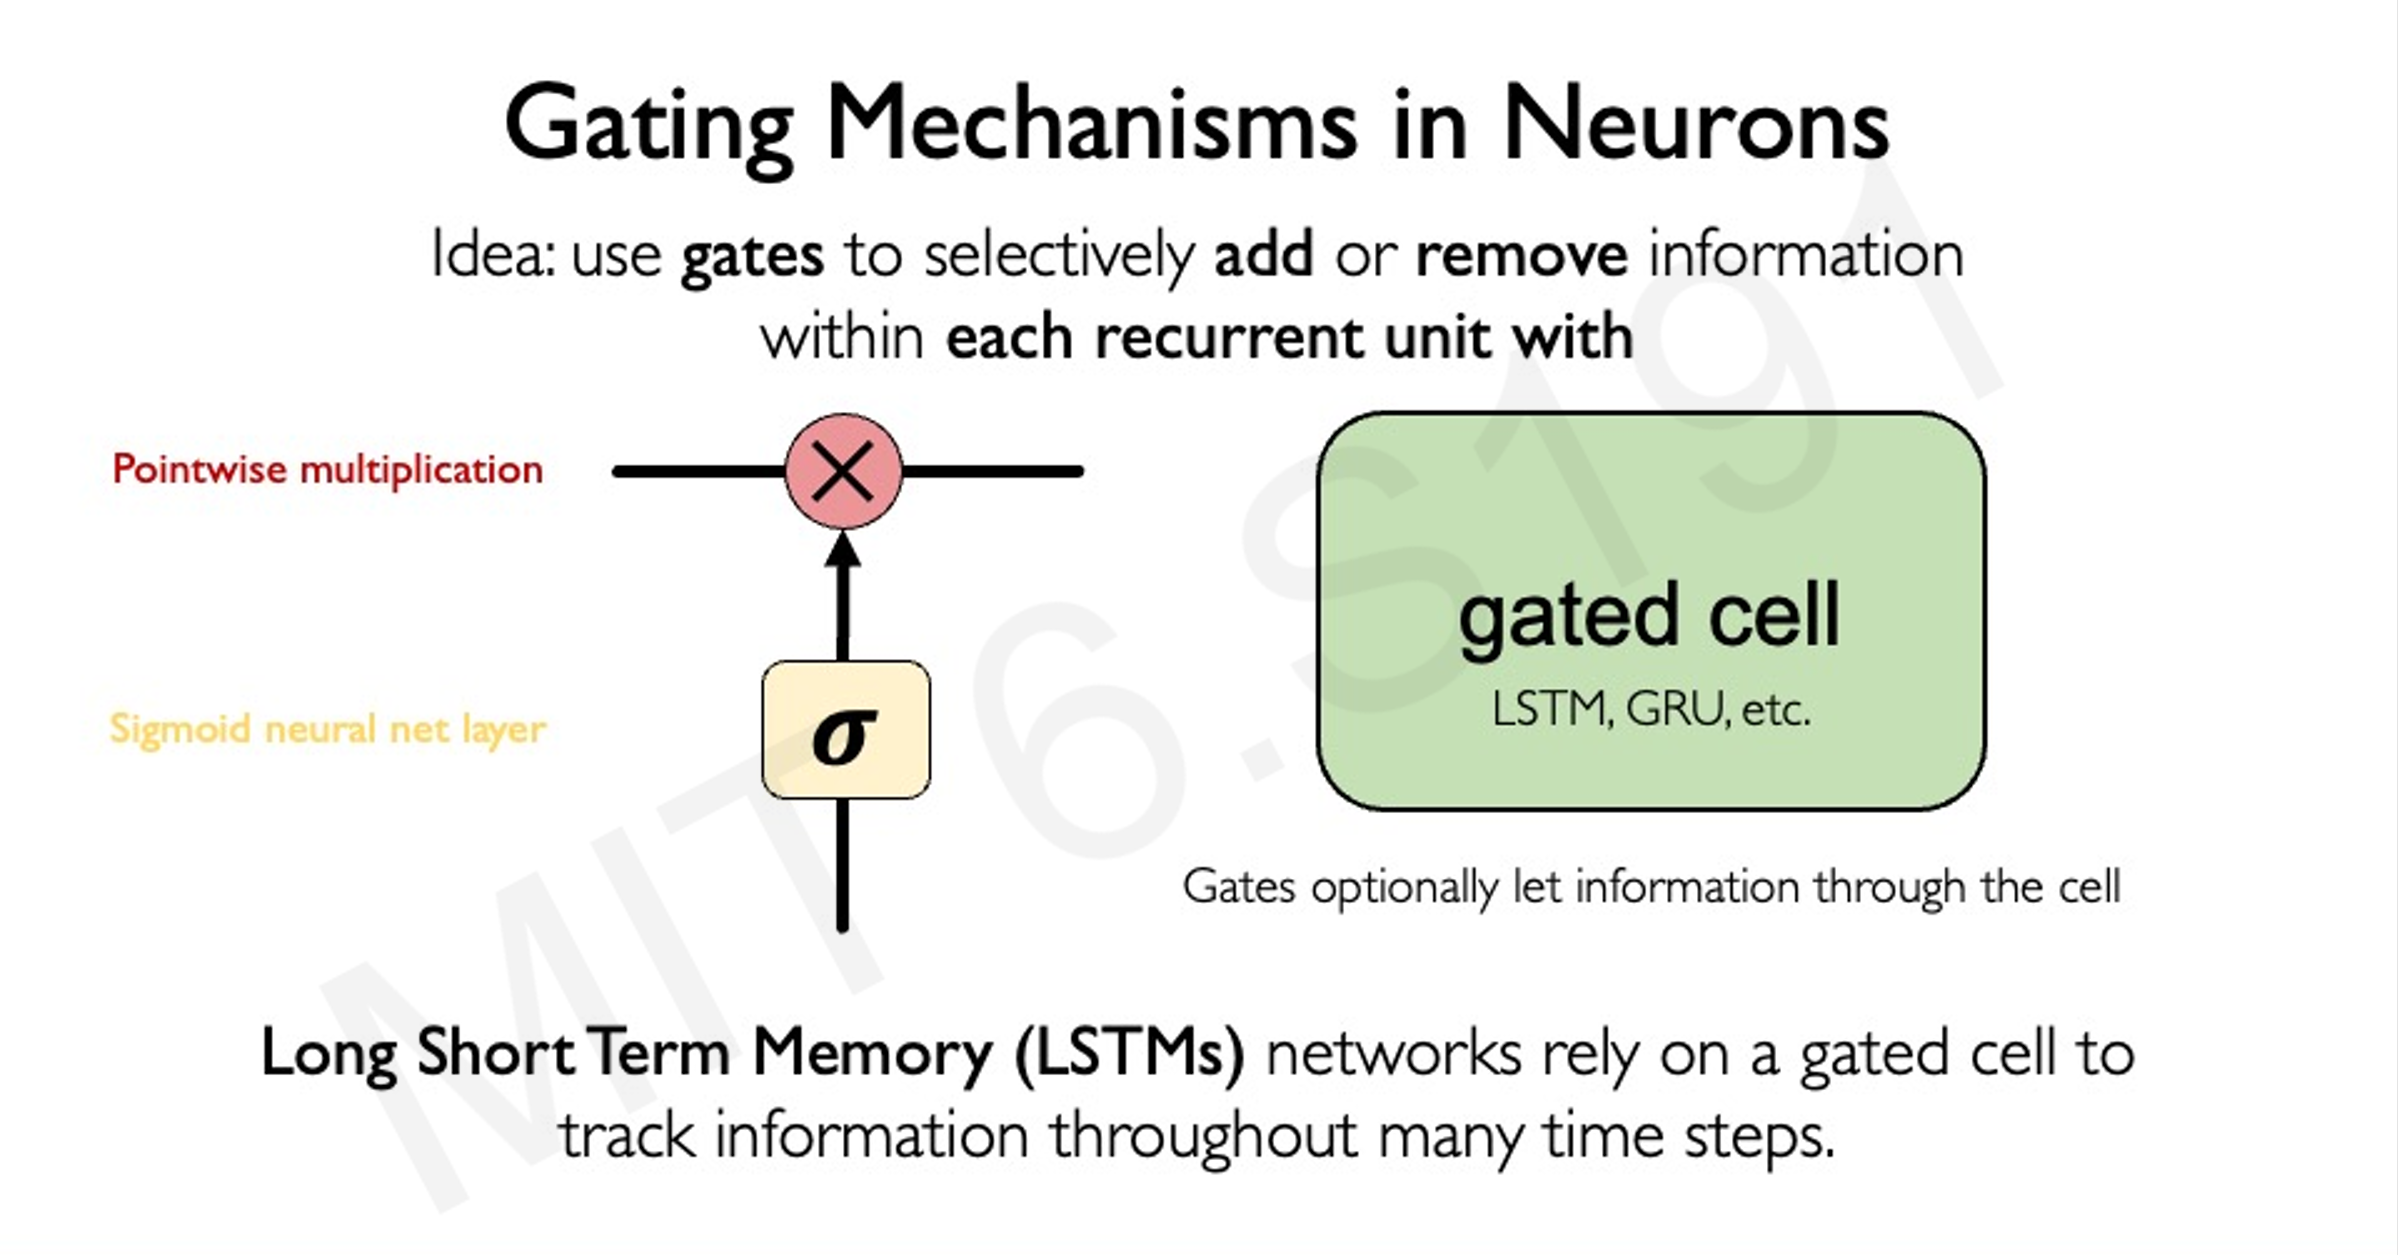 Gating Mechanisms in Neurons
Idea: use gates to selectively add or remove information
within each recurrent unit with
Pointwise multiplication
×
Sigmoid neural net layer
σ
gated cell
LSTM, GRU, etc.
Gates optionally let information through the cell
Long Short Term Memory (LSTMs) networks rely on a gated cell to
track information throughout many time steps.
MIT 6.S191